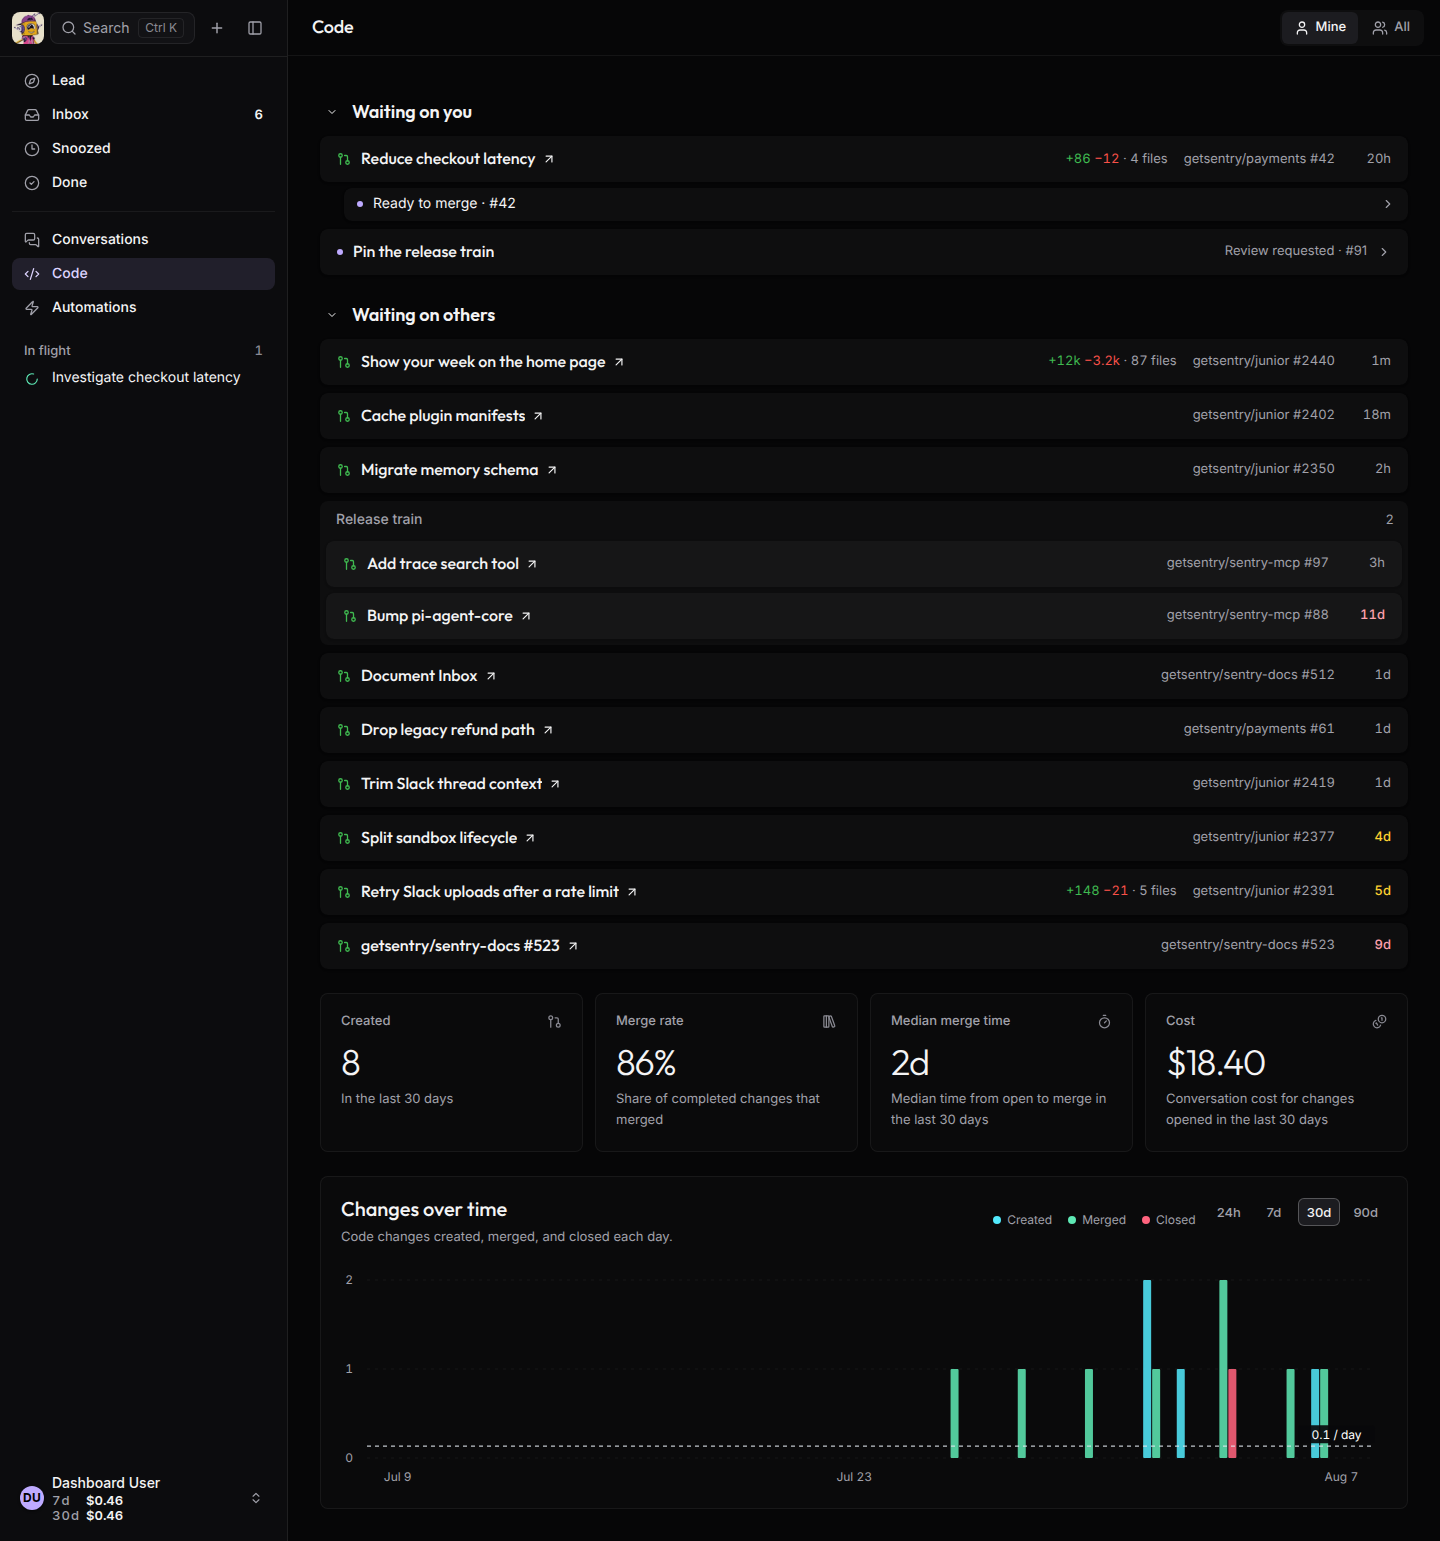 Search Ctrl K
Code
Mine
All
Lead
Inbox 6
Snoozed
Done
Conversations
Code
Automations
In flight 1
Investigate checkout latency
Waiting on you
Reduce checkout latency +86 −12 · 4 files getsentry/payments #42 20h
Ready to merge · #42
Pin the release train Review requested · #91
Waiting on others
Show your week on the home page +12k −3.2k · 87 files getsentry/junior #2440 1m
Cache plugin manifests getsentry/junior #2402 18m
Migrate memory schema getsentry/junior #2350 2h
Release train 2
Add trace search tool getsentry/sentry-mcp #97 3h
Bump pi-agent-core getsentry/sentry-mcp #88 11d
Document Inbox getsentry/sentry-docs #512 1d
Drop legacy refund path getsentry/payments #61 1d
Trim Slack thread context getsentry/junior #2419 1d
Split sandbox lifecycle getsentry/junior #2377 4d
Retry Slack uploads after a rate limit +148 −21 · 5 files getsentry/junior #2391 5d
getsentry/sentry-docs #523 getsentry/sentry-docs #523 9d
Created
8
In the last 30 days
Merge rate
86%
Share of completed changes that
merged
Median merge time
2d
Median time from open to merge in
the last 30 days
Cost
$18.40
Conversation cost for changes
opened in the last 30 days
Changes over time
Code changes created, merged, and closed each day.
Created Merged Closed 24h 7d 30d 90d
2
1
0
0.1 / day
Jul 9 Jul 23 Aug 7
DU
Dashboard User
7d $0.46
30d $0.46